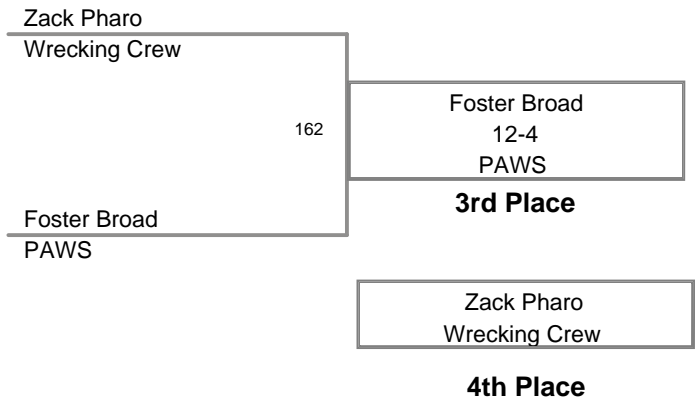 Zack Pharo
Wrecking Crew
162
Foster Broad
12-4
PAWS
3rd Place
Foster Broad
PAWS
Zack Pharo
Wrecking Crew
4th Place